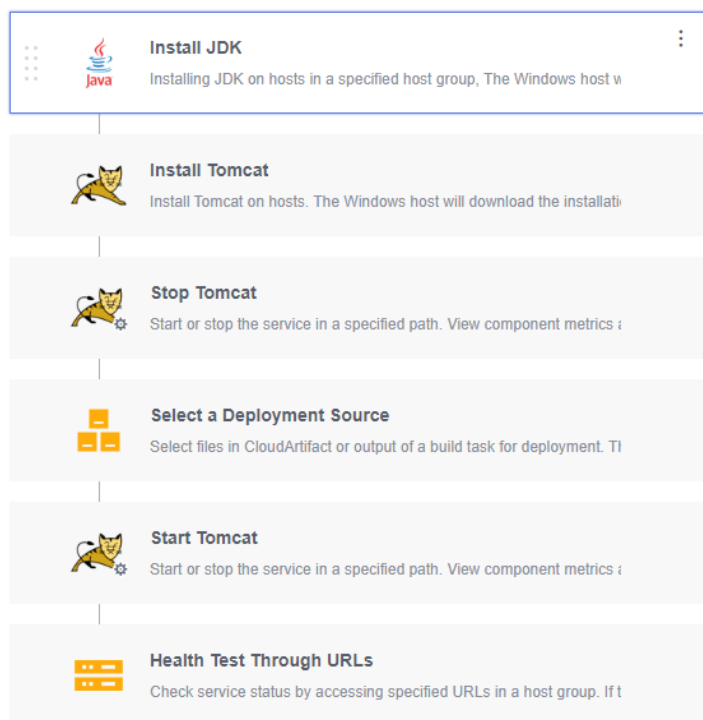 Install JDK
Java
Installing JDK on hosts in a specified host group, The Windows host w
Install Tomcat
Install Tomcat on hosts. The Windows host will download the installati
Stop Tomcat
Start or stop the service in a specified path. View component metrics a
Select a Deployment Source
Select files in CloudArtifact or output of a build task for deployment. Th
Start Tomcat
Start or stop the service in a specified path. View component metrics a
Health Test Through URLs
Check service status by accessing specified URLs in a host group. If t